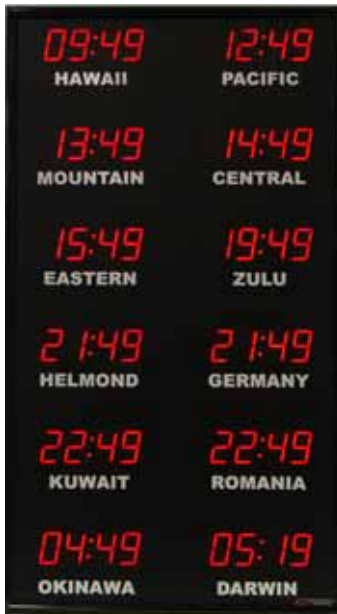 09:49 12:49
HAWAII PACIFIC
13:49 14:49
MOUNTAIN CENTRAL
15:49 19:49
EASTERN ZULU
21:49 21:49
HELMOND GERMANY
22:49 22:49
KUWAIT ROMANIA
04:49 05:19
OKINAWA DARWIN